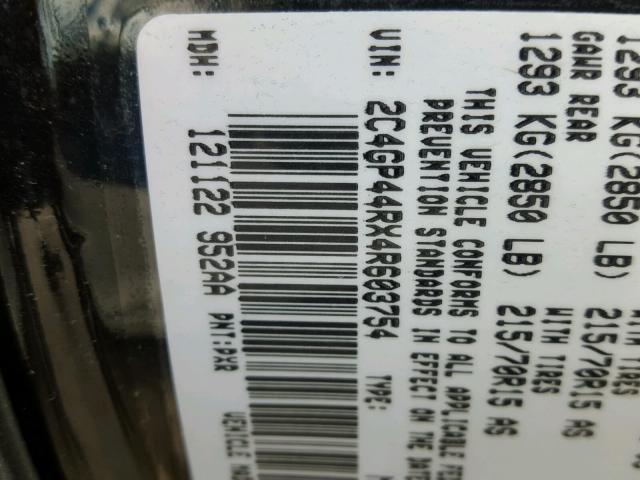 1293 KG(2850 LB) WITH TIRES
215/70R15 AS
GAWR REAR
1293 KG(2850 LB) WITH TIRES
215/70R15 AS
THIS VEHICLE CONFORMS TO ALL APPLICABLE
PREVENTION STANDARDS IN EFFECT ON THE DATE
VIN: 2C4GP44RX4R603754 TYPE:
MDH: 121122 952AA PNT:PXR VEHICLE